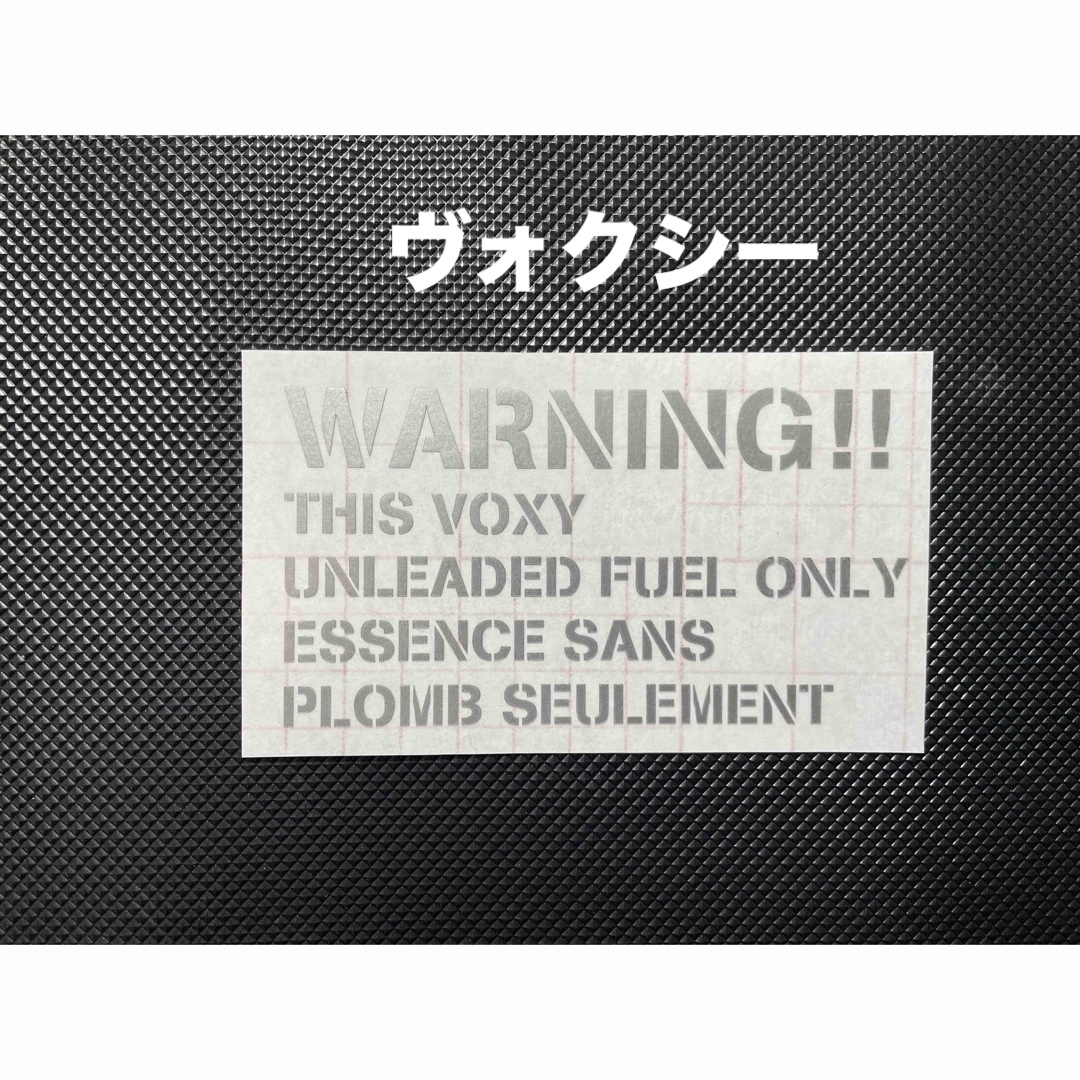 ヴォクシー
WARNING!!
THIS VOXY
UNLEADED FUEL ONLY
ESSENCE SANS
PLOMB SEULEMENT